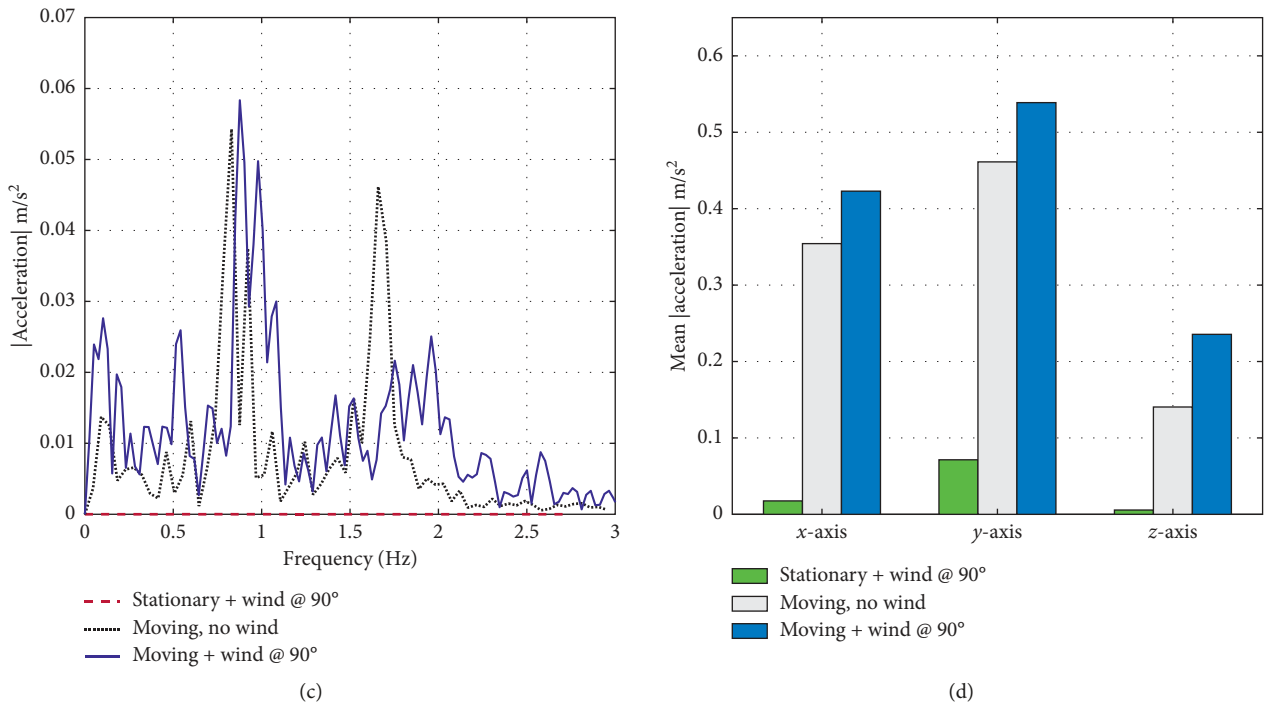 0.07
0.06
0.05
0.04
0.03
0.02
0.01
0
|Acceleration| m/s²
0 0.5 1 1.5 2 2.5 3
Frequency (Hz)
Stationary + wind @ 90°
Moving, no wind
Moving + wind @ 90°
(c)
0.6
0.5
0.4
0.3
0.2
0.1
0
Mean |acceleration| m/s²
x-axis y-axis z-axis
Stationary + wind @ 90°
Moving, no wind
Moving + wind @ 90°
(d)